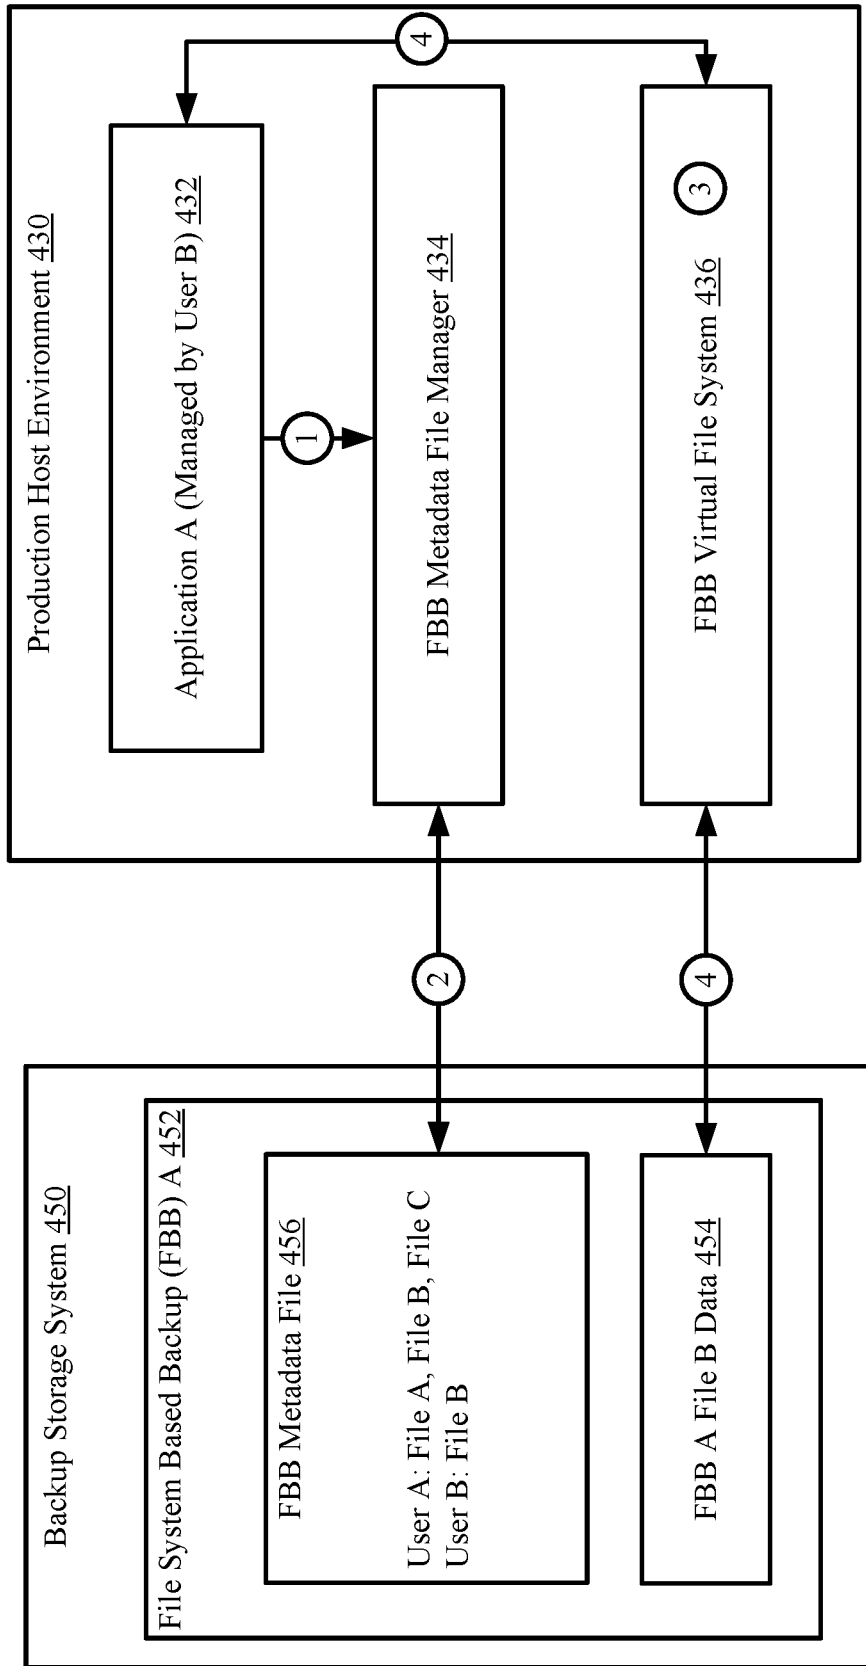 Backup Storage System 450
File System Based Backup (FBB) A 452
FBB Metadata File 456
User A: File A, File B, File C
User B: File B
FBB A File B Data 454
2
4
Production Host Environment 430
Application A (Managed by User B) 432
1
4
FBB Metadata File Manager 434
FBB Virtual File System 436
3